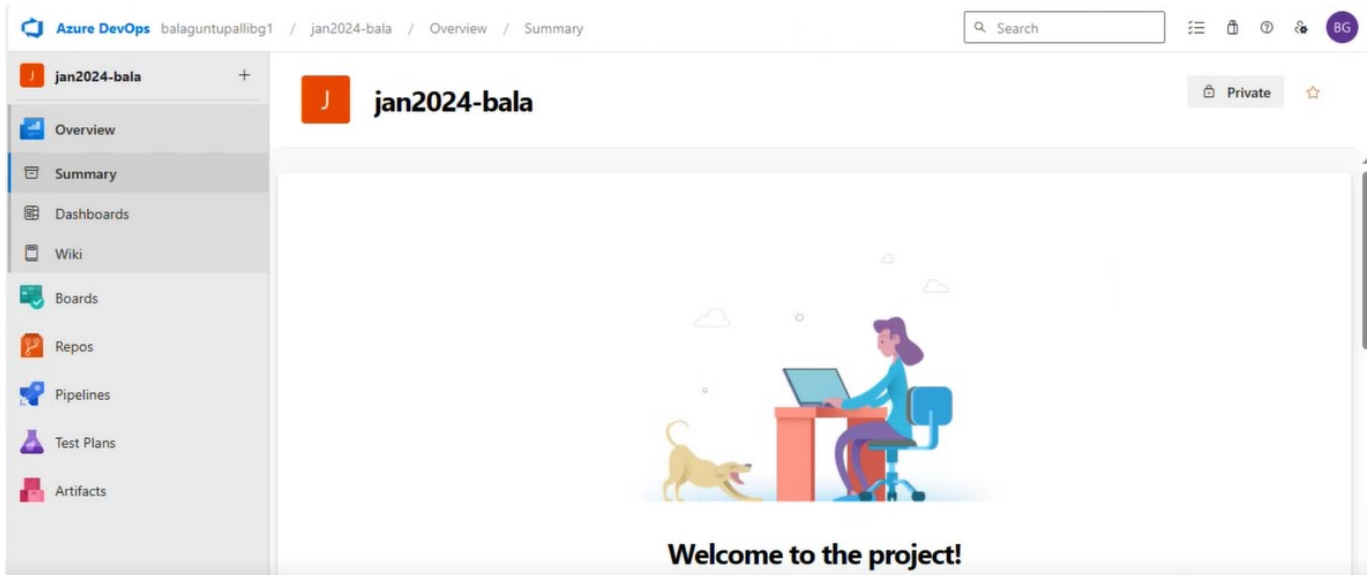 Azure DevOps balaguntupallibg1 / jan2024-bala / Overview / Summary
Search
BG
J jan2024-bala +
Overview
Summary
Dashboards
Wiki
Boards
Repos
Pipelines
Test Plans
Artifacts
J jan2024-bala
Private
Welcome to the project!